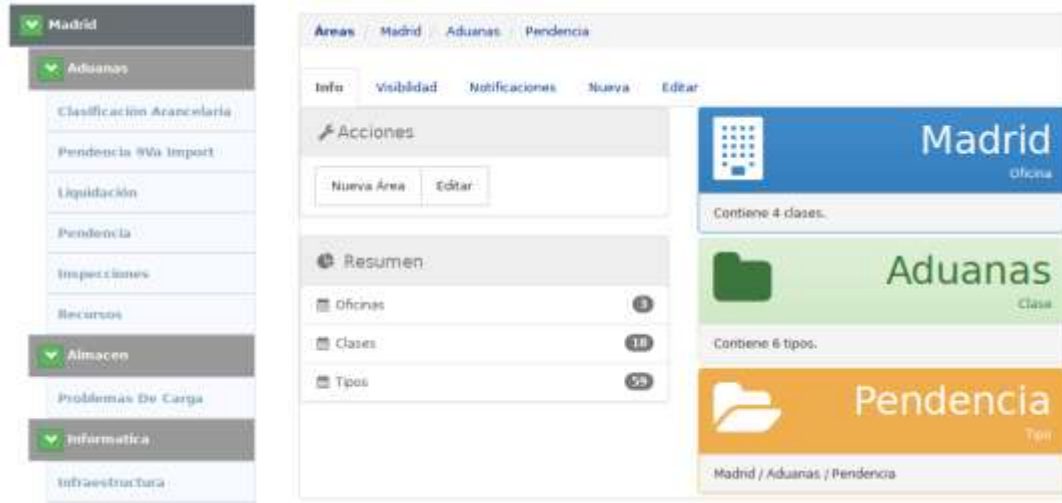 Madrid
Aduanas
Clasificación Arancelaria
Pendencia 9Va Import
Liquidación
Pendencia
Inspecciones
Recursos
Almacen
Problemas De Carga
Informatica
Infraestructura
Áreas / Madrid / Aduanas / Pendencia
Info Visibilidad Notificaciones Nueva Editar
Acciones
Nueva Área Editar
Resumen
Oficinas 3
Clases 18
Tipos 59
Madrid
Oficina
Contiene 4 clases.
Aduanas
Clase
Contiene 6 tipos.
Pendencia
Tipo
Madrid / Aduanas / Pendencia